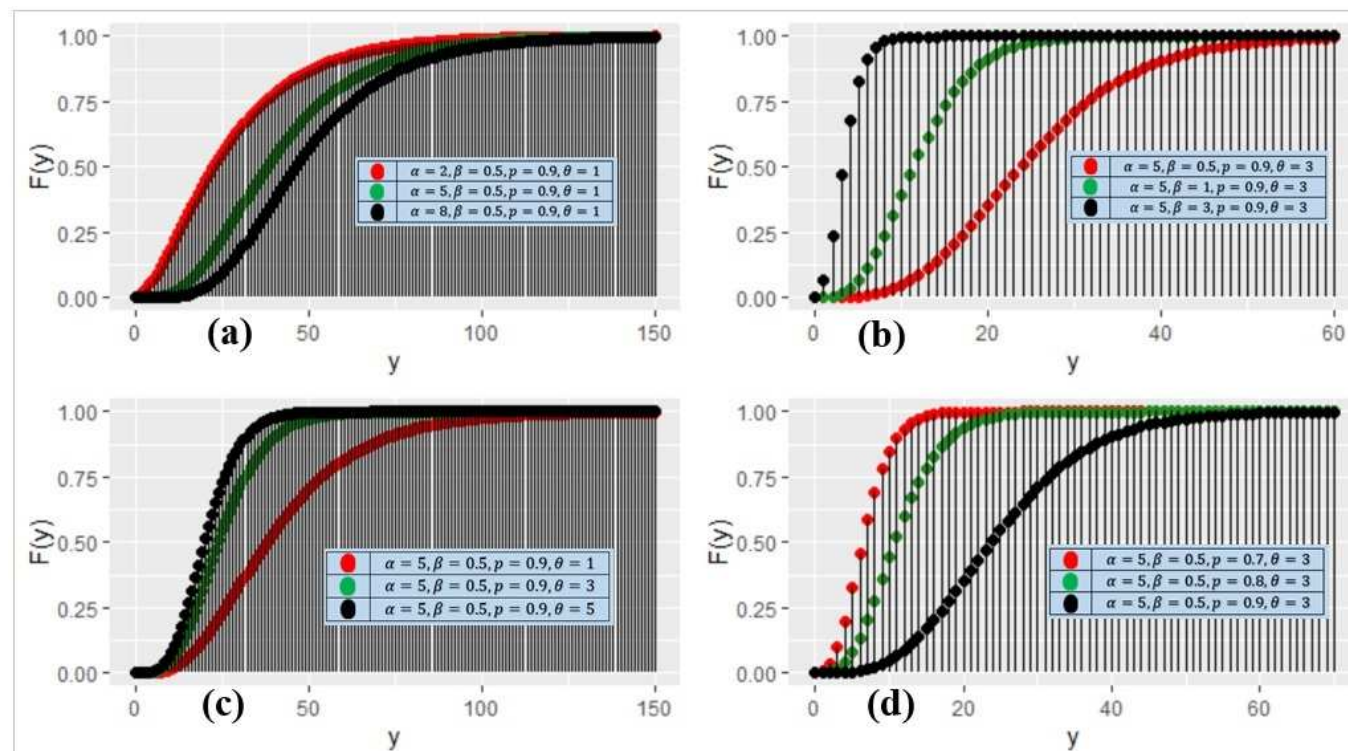 1.00
0.75
0.50
0.25
0.00
F(y)
α = 2, β = 0.5, p = 0.9, θ = 1
α = 5, β = 0.5, p = 0.9, θ = 1
α = 8, β = 0.5, p = 0.9, θ = 1
0 50 100 150
(a)
y
1.00
0.75
0.50
0.25
0.00
F(y)
α = 5, β = 0.5, p = 0.9, θ = 3
α = 5, β = 1, p = 0.9, θ = 3
α = 5, β = 3, p = 0.9, θ = 3
0 20 40 60
(b)
y
1.00
0.75
0.50
0.25
0.00
F(y)
α = 5, β = 0.5, p = 0.9, θ = 1
α = 5, β = 0.5, p = 0.9, θ = 3
α = 5, β = 0.5, p = 0.9, θ = 5
0 50 100 150
(c)
y
1.00
0.75
0.50
0.25
0.00
F(y)
α = 5, β = 0.5, p = 0.7, θ = 3
α = 5, β = 0.5, p = 0.8, θ = 3
α = 5, β = 0.5, p = 0.9, θ = 3
0 20 40 60
(d)
y